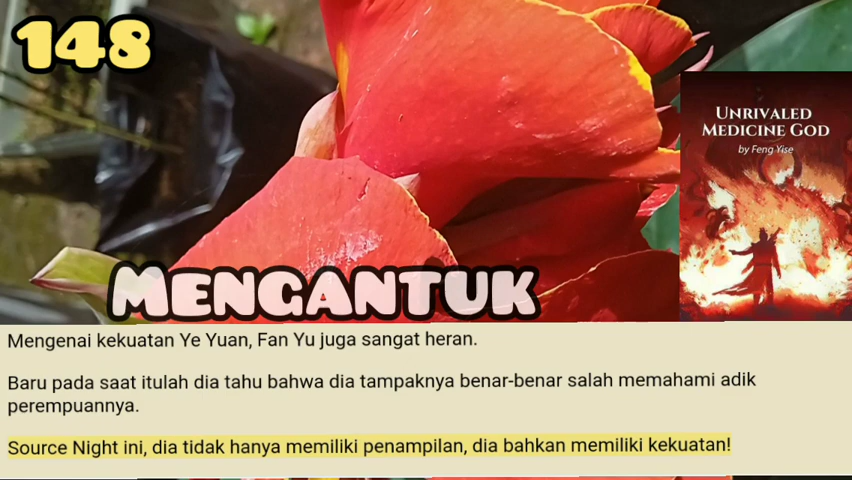 148
UNRIVALED
MEDICINE GOD
by Feng Yise
MENGANTUK
Mengenai kekuatan Ye Yuan, Fan Yu juga sangat heran.
Baru pada saat itulah dia tahu bahwa dia tampaknya benar-benar salah memahami adik
perempuannya.
Source Night ini, dia tidak hanya memiliki penampilan, dia bahkan memiliki kekuatan!